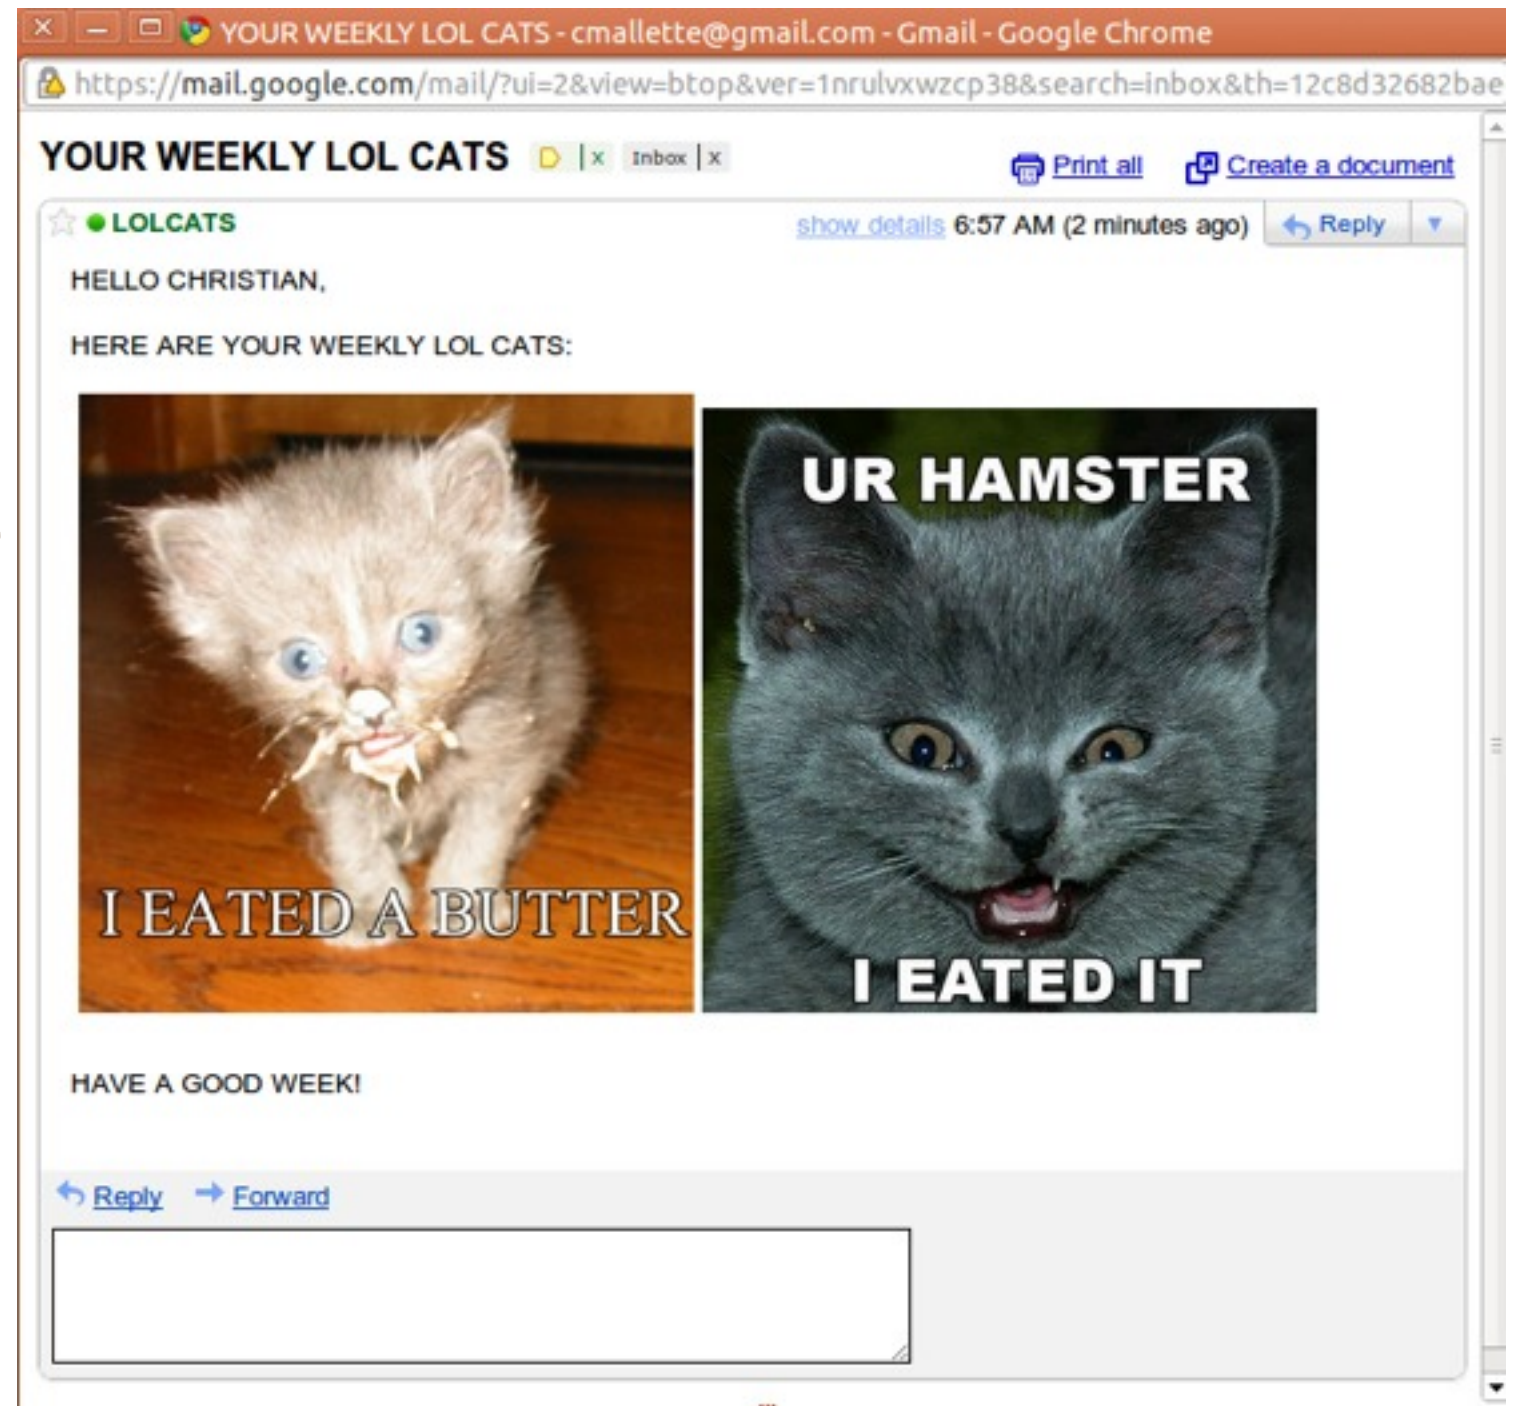 YOUR WEEKLY LOL CATS - cmallette@gmail.com - Gmail - Google Chrome
https://mail.google.com/mail/?ui=2&view=btop&ver=1nrulvxwzcp38&search=inbox&th=12c8d32682bae
YOUR WEEKLY LOL CATS x Inbox x
Print all Create a document
LOLCATS show details 6:57 AM (2 minutes ago) Reply
HELLO CHRISTIAN,
HERE ARE YOUR WEEKLY LOL CATS:
I EATED A BUTTER
UR HAMSTER
I EATED IT
HAVE A GOOD WEEK!
Reply Forward